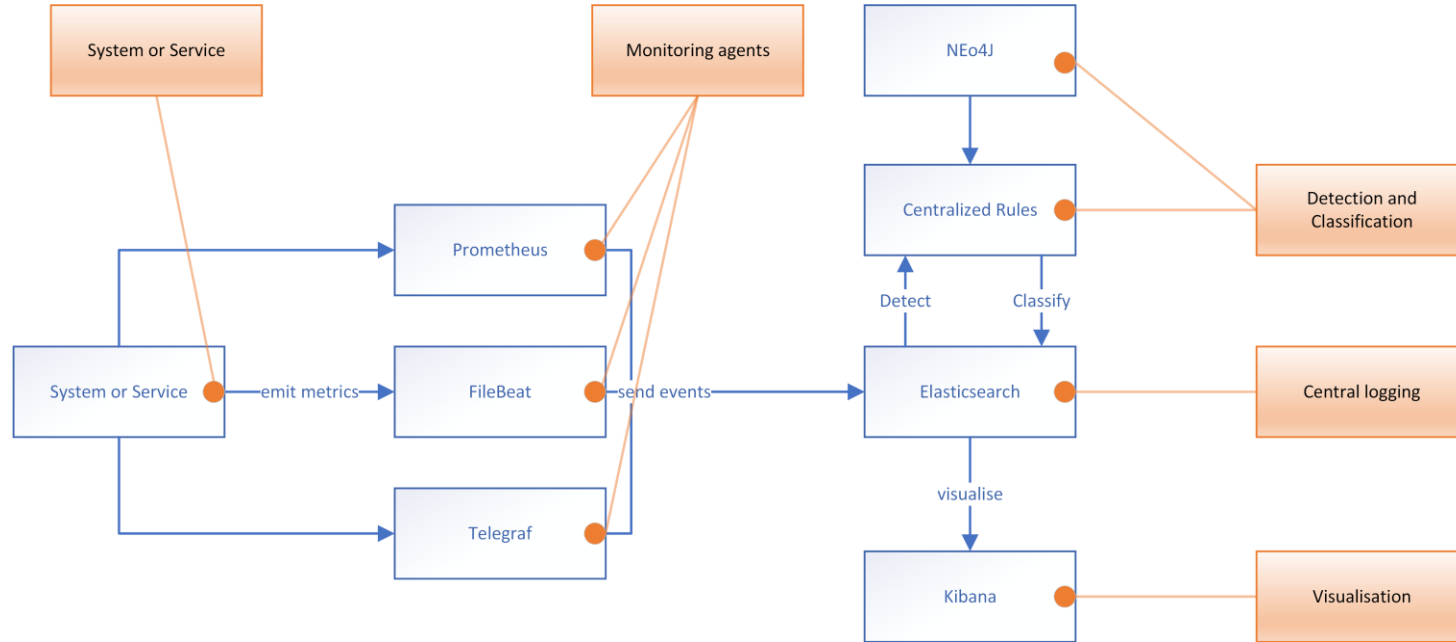 System or Service
Monitoring agents
NEo4J
Centralized Rules
Detection and
Classification
Prometheus
Detect
Classify
System or Service
emit metrics
FileBeat
send events
Elasticsearch
Central logging
visualise
Telegraf
Kibana
Visualisation